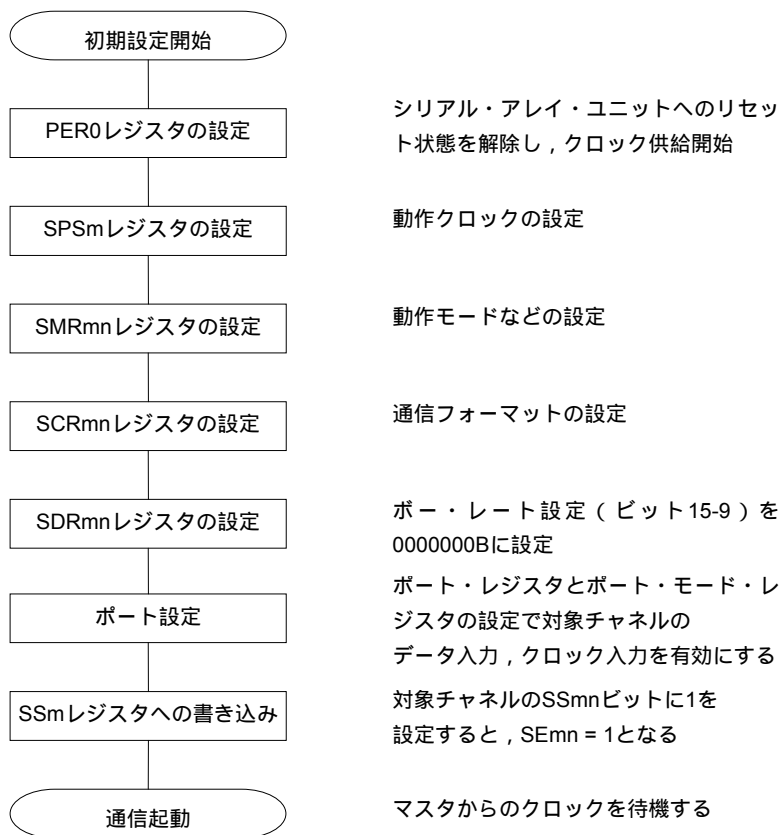 初期設定開始
PER0レジスタの設定
シリアル・アレイ・ユニットへのリセッ
ト状態を解除し，クロック供給開始
SPSmレジスタの設定
動作クロックの設定
SMRmnレジスタの設定
動作モードなどの設定
SCRmnレジスタの設定
通信フォーマットの設定
SDRmnレジスタの設定
ボー・レート設定（ビット15-9）を
0000000Bに設定
ポート設定
ポート・レジスタとポート・モード・レ
ジスタの設定で対象チャネルの
データ入力，クロック入力を有効にする
SSmレジスタへの書き込み
対象チャネルのSSmnビットに1を
設定すると，SEmn = 1となる
通信起動
マスタからのクロックを待機する